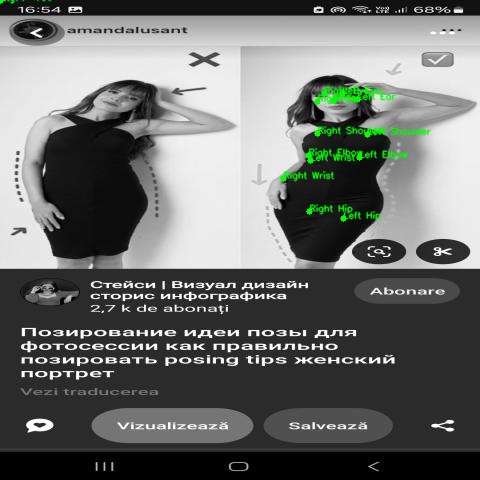 16:54
68%
amandalusant
Right Ear
Right Shoulder
Left Shoulder
Right Elbow
Left Elbow
Left Wrist
Right Wrist
Right Hip
Left Hip
Стейси | Визуал дизайн
сторис инфографика
2,7 k de abonați
Abonare
Позирование идеи позы для
фотосессии как правильно
позировать posing tips женский
портрет
Vezi traducerea
Vizualizează
Salvează